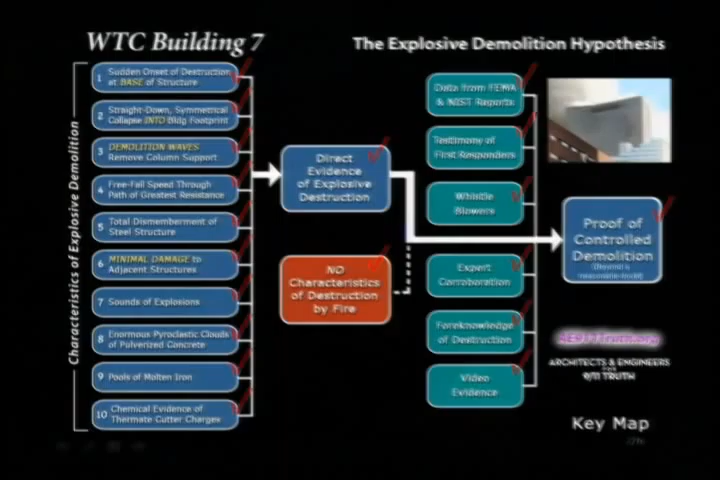 WTC Building 7
The Explosive Demolition Hypothesis
Characteristics of Explosive Demolition
1 Sudden Onset of Destruction
at BASE of Structure
2 Straight-Down, Symmetrical
Collapse INTO Bldg Footprint
3 DEMOLITION WAVES
Remove Column Support
4 Free-Fall Speed Through
Path of Greatest Resistance
5 Total Dismemberment of
Steel Structure
6 MINIMAL DAMAGE to
Adjacent Structures
7 Sounds of Explosions
8 Enormous Pyroclastic Clouds
of Pulverized Concrete
9 Pools of Molten Iron
10 Chemical Evidence of
Thermate Cutter Charges
Direct
Evidence
of Explosive
Destruction
NO
Characteristics
of Destruction
by Fire
Data from FEMA
& NIST Reports
Testimony of
First Responders
Whistle
Blowers
Expert
Corroboration
Foreknowledge
of Destruction
Video
Evidence
Proof of
Controlled
Demolition
(Beyond a
reasonable doubt)
AE911Truth.org
ARCHITECTS & ENGINEERS
FOR
9/11 TRUTH
Key Map